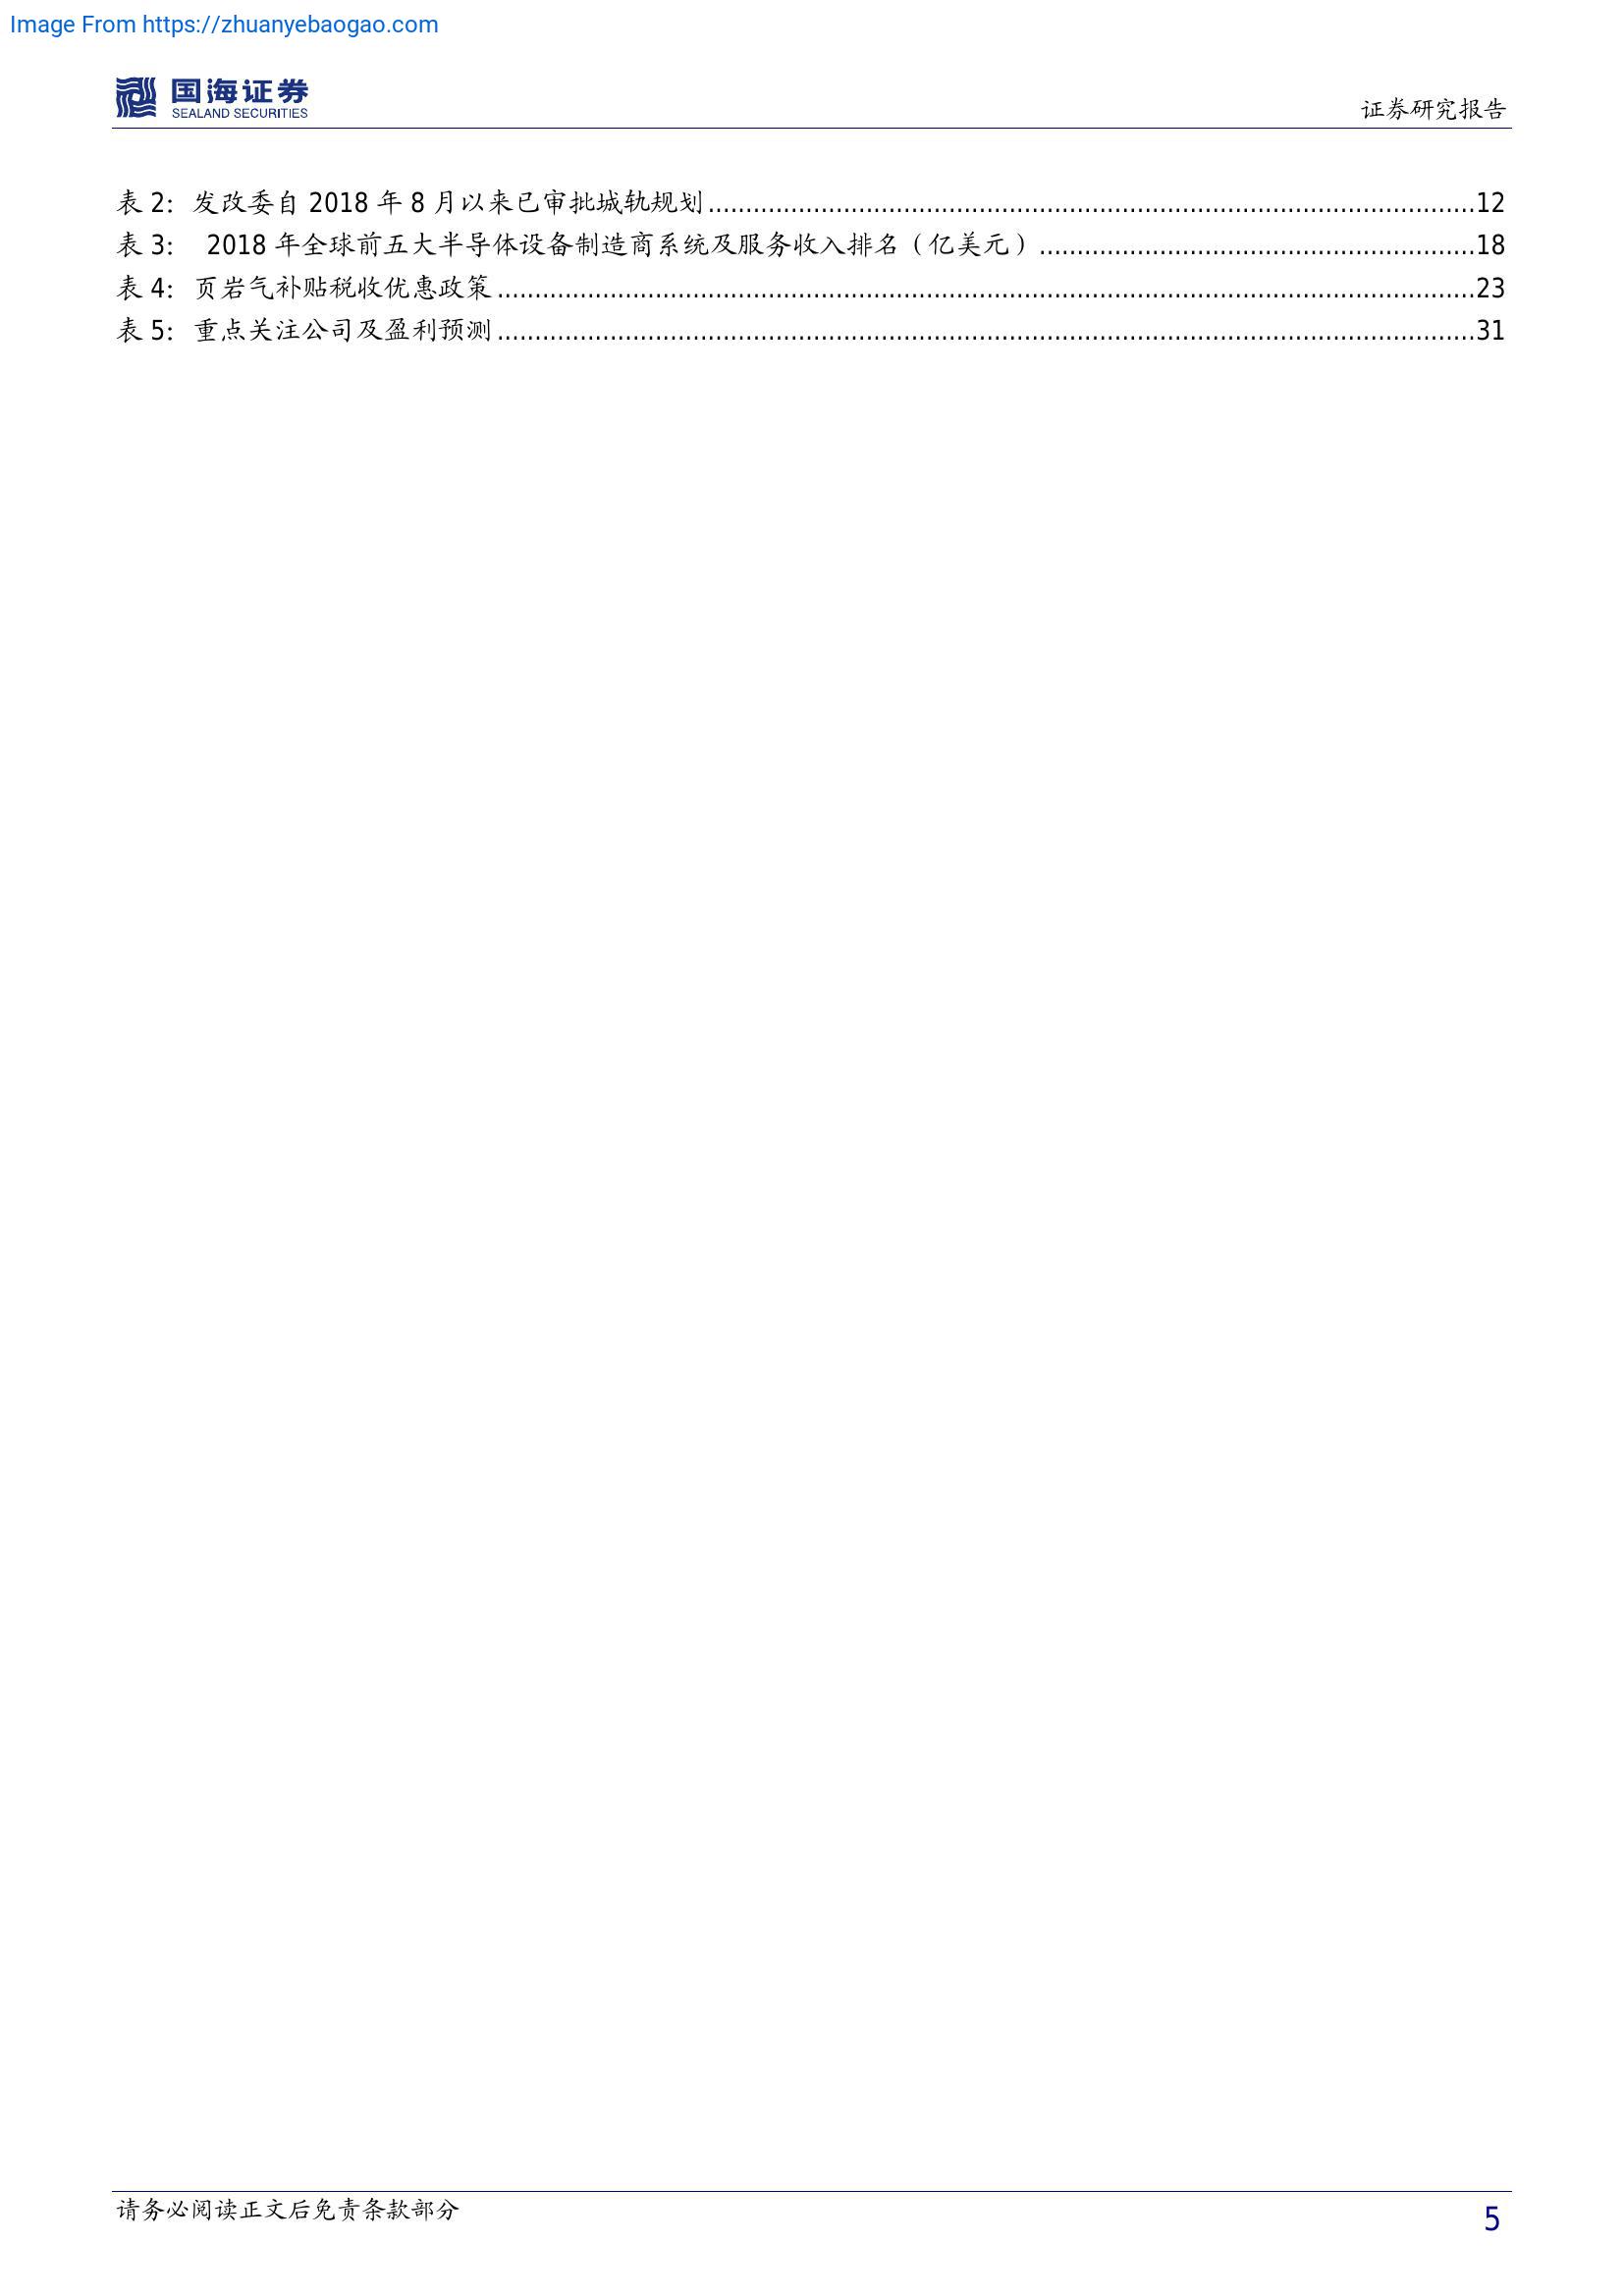 Image From https://zhuanyebaogao.com
国海证券
SEALAND SECURITIES
证券研究报告
表 2: 发改委自 2018 年 8 月以来已审批城轨规划........................................12
表 3: 2018 年全球前五大半导体设备制造商系统及服务收入排名（亿美元）........................................18
表 4: 页岩气补贴税收优惠政策........................................23
表 5: 重点关注公司及盈利预测........................................31
请务必阅读正文后免责条款部分
5